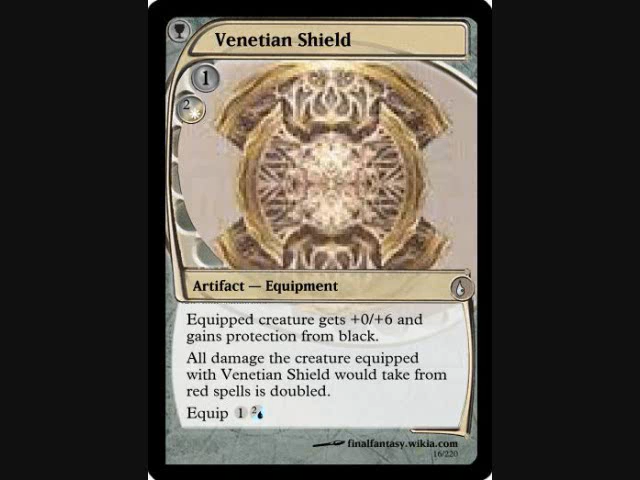 Venetian Shield
1
2
Artifact — Equipment
Equipped creature gets +0/+6 and
gains protection from black.
All damage the creature equipped
with Venetian Shield would take from
red spells is doubled.
Equip 1 2
finalfantasy.wikia.com
16/220